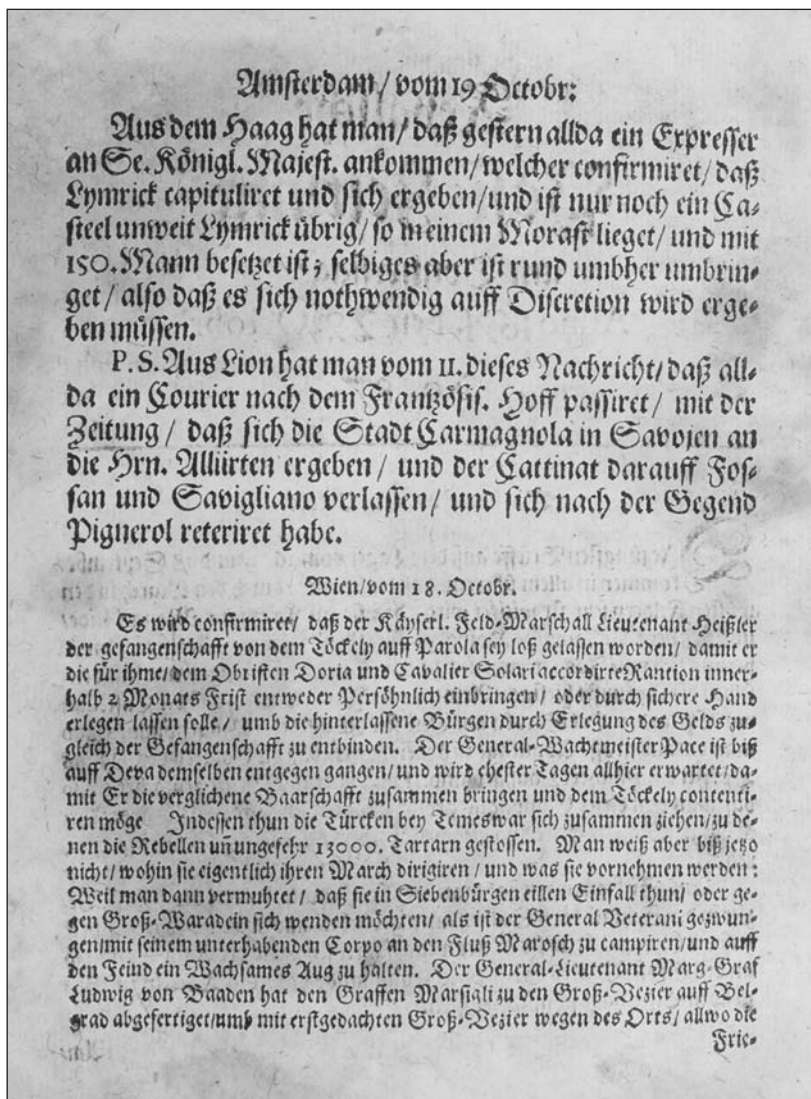 Amsterdam/ vom 19 Octobr:
Aus dem Haag hat man/ daß gestern allda ein Expresser
an Se. Königl. Majest. ankommen/ welcher confirmiret/ daß
Lymrick capituliret und sich ergeben/ und ist nur noch ein Ca-
steel unweit Lymrick übrig/ so in einem Morast lieget/ und mit
150. Mann besetzet ist; selbiges aber ist rund umbher umbrin-
get/ also daß es sich nothwendig auff Discretion wird erge-
ben müssen.
P. S. Aus Lion hat man vom 11. dieses Nachricht/ daß all-
da ein Courier nach dem Frantzösis. Hoff passiret/ mit der
Zeitung/ daß sich die Stadt Carmagnola in Savojen an
die Hrn. Alliirten ergeben/ und der Cattinat darauff Fos-
san und Savigliano verlassen/ und sich nach der Gegend
Pignerol reteriret habe.
Wien/ vom 18. Octobr.
Es wird confirmiret/ daß der Käyserl. Feld-Marschall Lieutenant Heißler
der gefangenschafft von dem Töckely auff Parola sey loß gelassen worden/ damit er
die für ihme/ dem Obristen Doria und Cavalier Solari accordirte Rantion inner-
halb 2 Monats Frist entweder Persöhnlich einbringen/ oder durch sichere Hand
erlegen lassen solle/ umb die hinterlassene Bürgen durch Erlegung des Gelds zu-
gleich der Gefangenschafft zu entbinden. Der General-Wachtmeister Pace ist biß
auff Deva demselben entgegen gangen/ und wird ehester Tagen allhier erwartet/ da-
mit Er die verglichene Baarschafft zusammen bringen und dem Töckely contenti-
ren möge Indessen thun die Türcken bey Temeswar sich zusammen ziehen/ zu de-
nen die Rebellen uñ ungefehr 13000. Tartarn gestossen. Man weiß aber biß jetzo
nicht/ wohin sie eigentlich ihren March dirigiren/ und was sie vornehmen werden:
Weil man dann vermuhtet/ daß sie in Siebenbürgen eillen Einfall thun/ oder ge-
gen Groß-Waradein sich wenden möchten/ als ist der General Veterani gezwun-
gen/ mit seinem unterhabenden Corpo an den Fluß Marosch zu campiren/ und auff
den Feind ein Wachsames Aug zu halten. Der General-Lieutenant Marg-Graf
Ludwig von Baaden hat den Graffen Marsigli zu den Groß-Vezier auff Bel-
grad abgefertiget/ umb mit erstgedachten Groß-Vezier wegen des Orts/ allwo die
Frie-